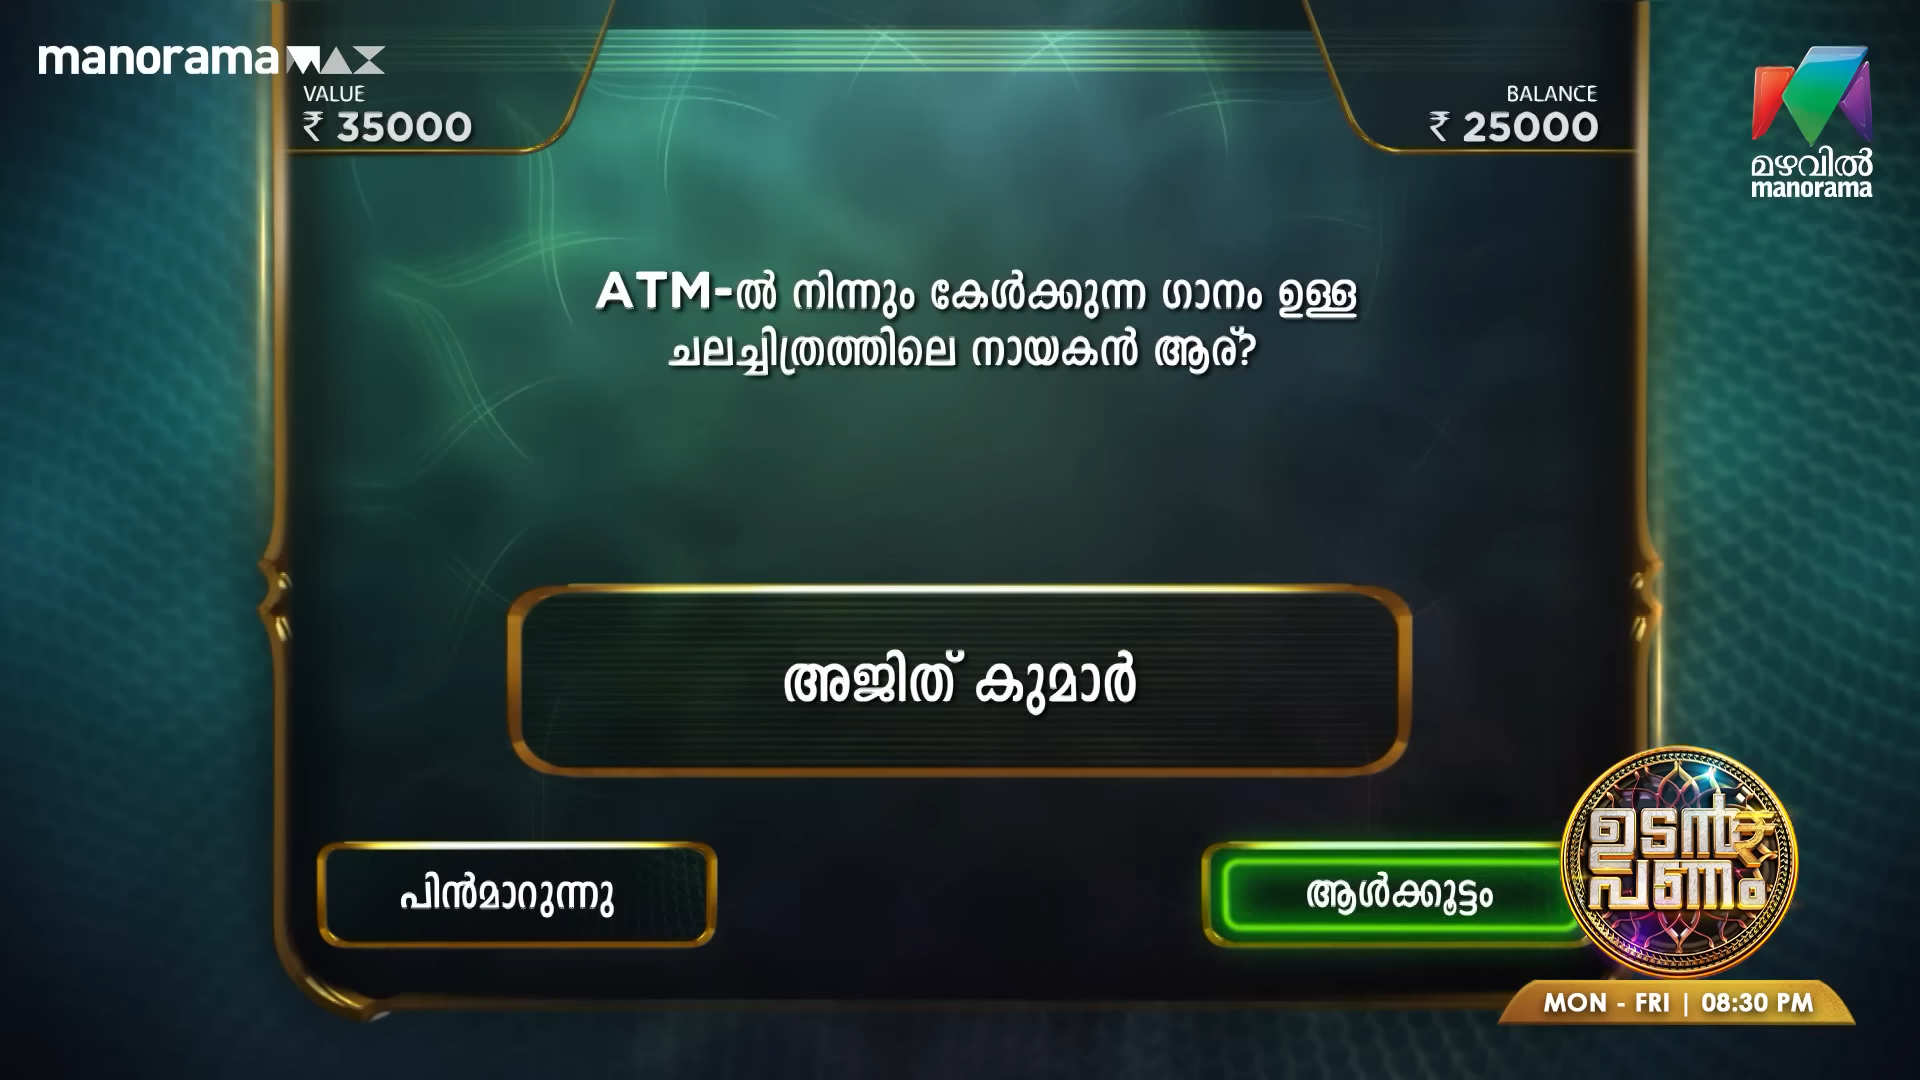 manorama MAX
VALUE
₹ 35000
BALANCE
₹ 25000
മഴവിൽ
manorama
ATM-ൽ നിന്നും കേൾക്കുന്ന ഗാനം ഉള്ള
ചലച്ചിത്രത്തിലെ നായകൻ ആര്?
അജിത് കുമാർ
പിൻമാറുന്നു
ആൾക്കൂട്ടം
ഉടൻ
പണം
MON - FRI | 08:30 PM